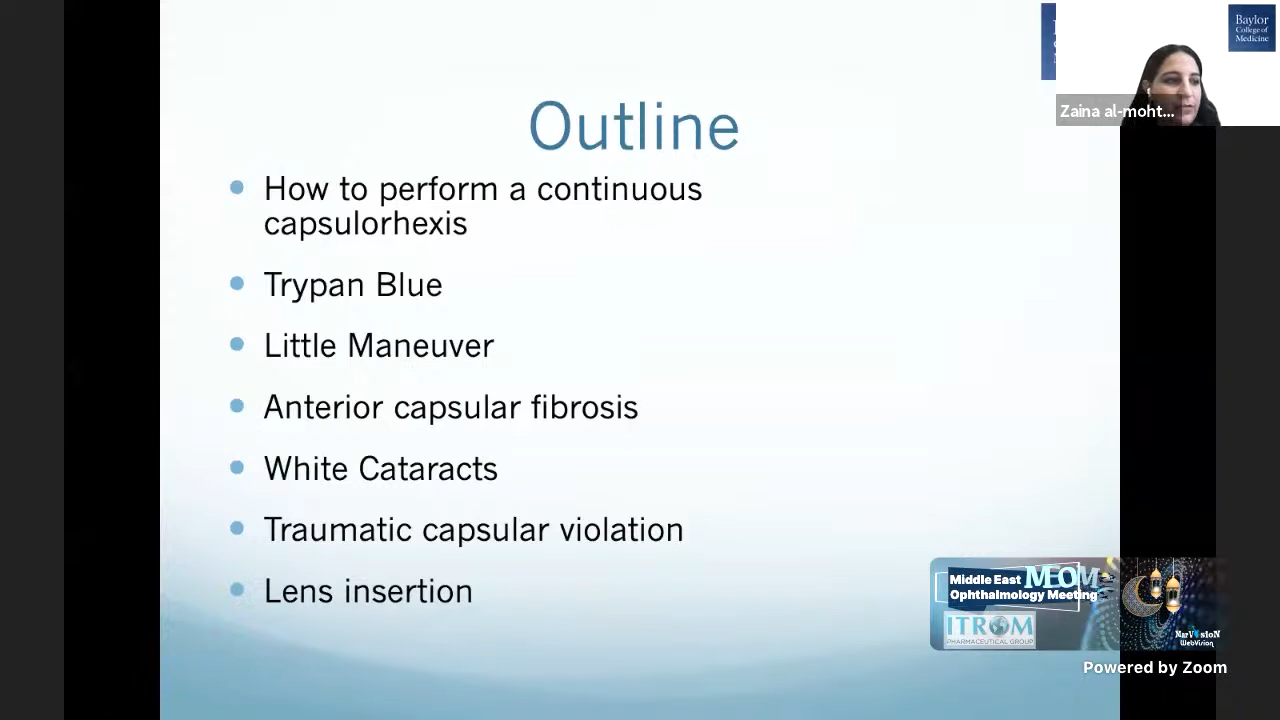 Outline
How to perform a continuous
capsulorhexis
Trypan Blue
Little Maneuver
Anterior capsular fibrosis
White Cataracts
Traumatic capsular violation
Lens insertion
Baylor
College of
Medicine
Zaina al-moht...
Middle East
Ophthalmology Meeting
MEOM
ITROM
PHARMACEUTICAL GROUP
MarVisioN
WebVision
Powered by Zoom